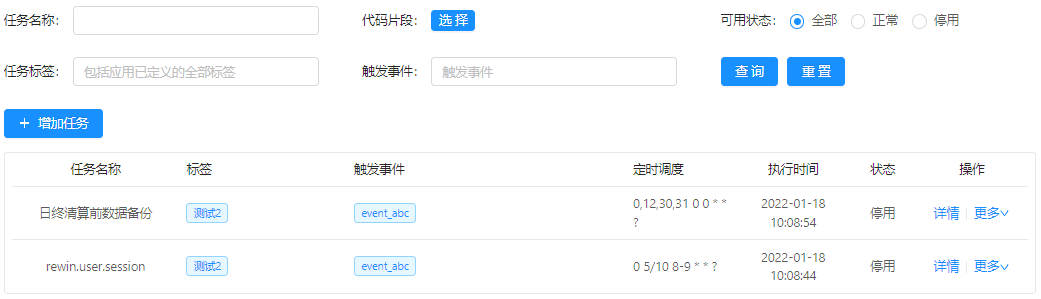 任务名称： 代码片段： 选 择 可用状态： 全部 正常 停用
任务标签： 包括应用已定义的全部标签 触发事件： 触发事件 查 询 重 置
+ 增加任务
任务名称 标签 触发事件 定时调度 执行时间 状态 操作
日终清算前数据备份 测试2 event_abc 0,12,30,31 0 0 * * ? 2022-01-18 10:08:54 停用 详情 更多
rewin.user.session 测试2 event_abc 0 5/10 8-9 * * ? 2022-01-18 10:08:44 停用 详情 更多